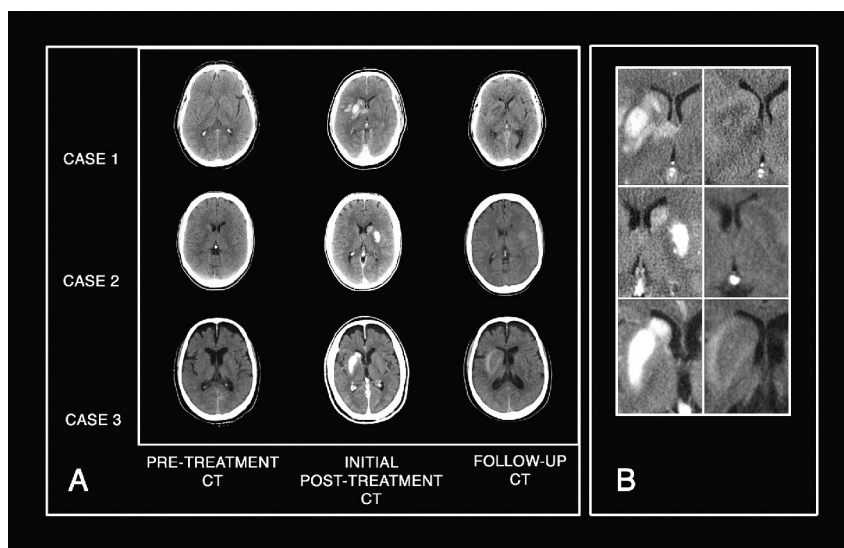 CASE 1
CASE 2
CASE 3
PRE-TREATMENT
CT
INITIAL
POST-TREATMENT
CT
FOLLOW-UP
CT
A
B